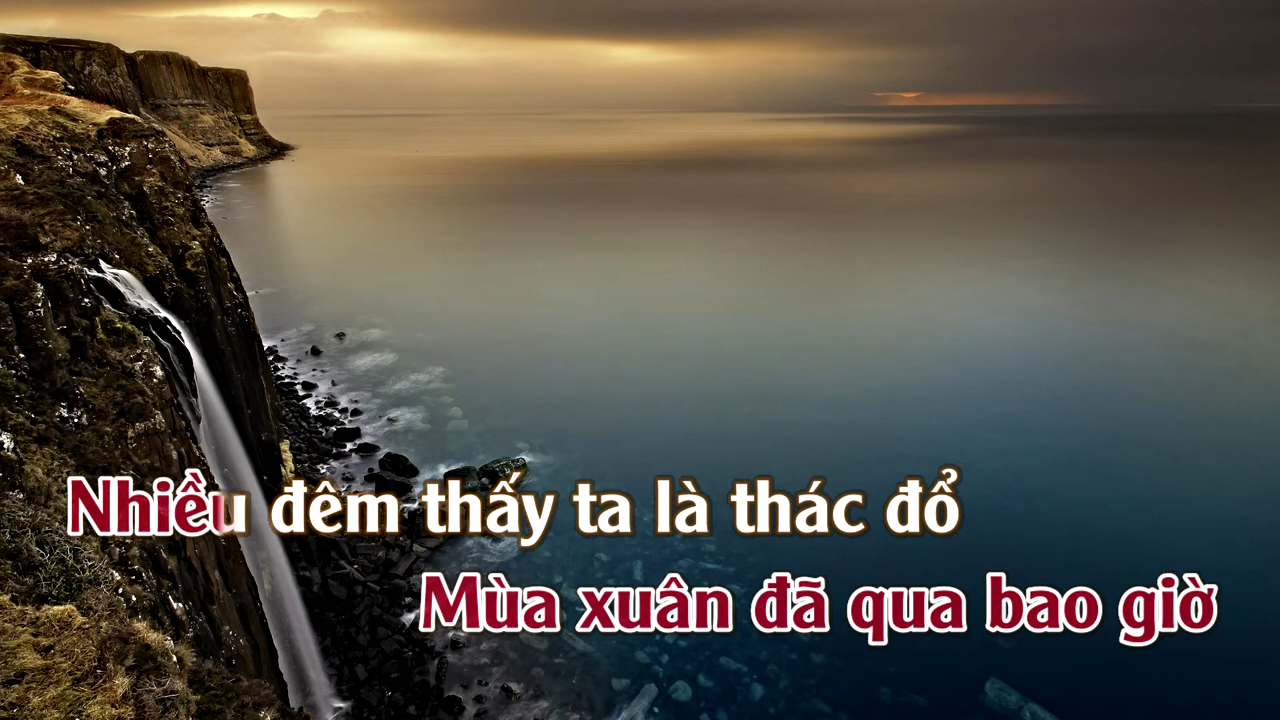 Nhiều đêm thấy ta là thác đổ
Mùa xuân đã qua bao giờ